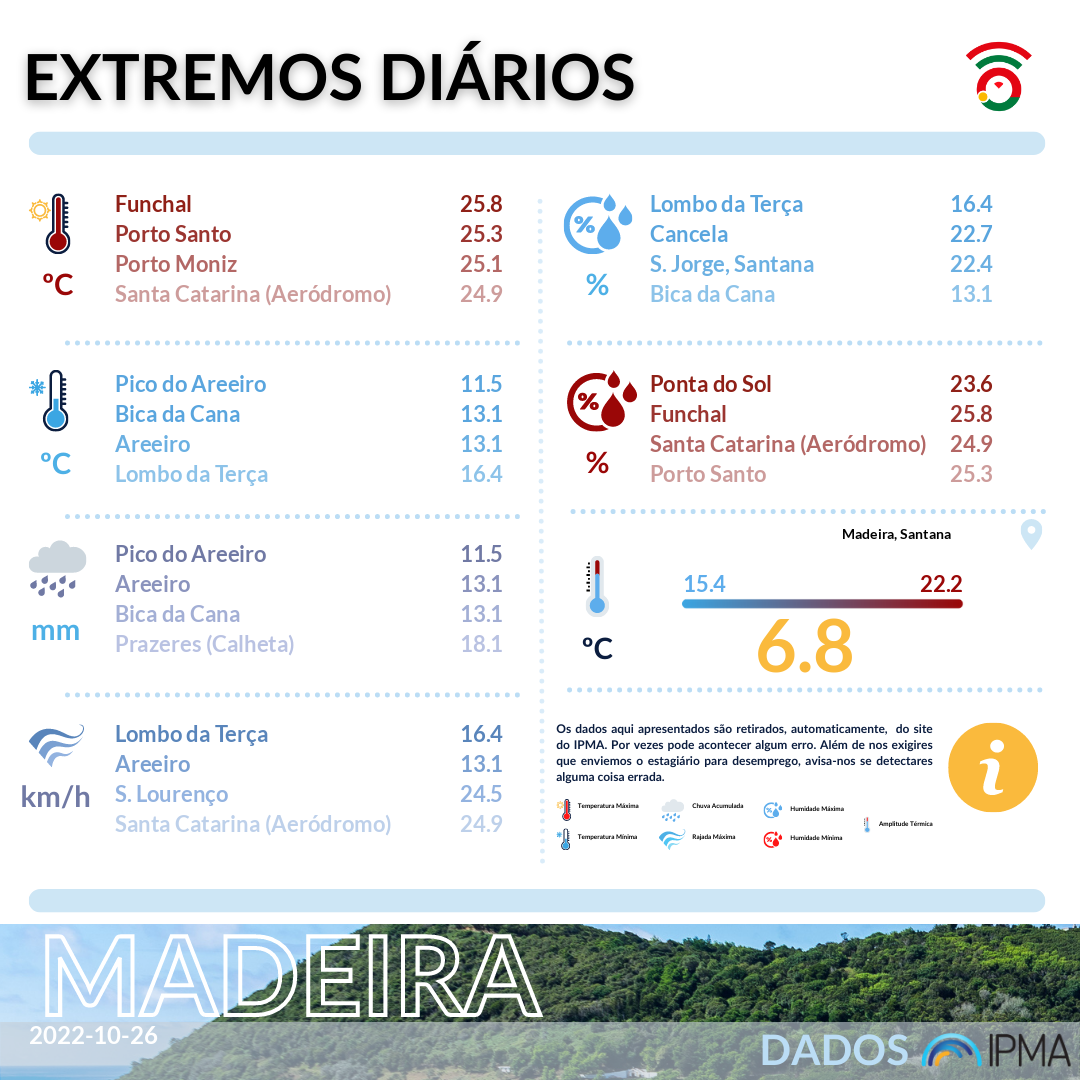 EXTREMOS DIÁRIOS
Funchal 25.8
Porto Santo 25.3
Porto Moniz 25.1
Santa Catarina (Aeródromo) 24.9
ºC
Pico do Areeiro 11.5
Bica da Cana 13.1
Areeiro 13.1
Lombo da Terça 16.4
ºC
Pico do Areeiro 11.5
Areeiro 13.1
Bica da Cana 13.1
Prazeres (Calheta) 18.1
mm
Lombo da Terça 16.4
Areeiro 13.1
S. Lourenço 24.5
Santa Catarina (Aeródromo) 24.9
km/h
Lombo da Terça 16.4
Cancela 22.7
S. Jorge, Santana 22.4
Bica da Cana 13.1
%
%
Ponta do Sol 23.6
Funchal 25.8
Santa Catarina (Aeródromo) 24.9
Porto Santo 25.3
%
%
Madeira, Santana
15.4 22.2
6.8
ºC
Os dados aqui apresentados são retirados, automaticamente, do site
do IPMA. Por vezes pode acontecer algum erro. Além de nos exigires
que enviemos o estagiário para desemprego, avisa-nos se detectares
alguma coisa errada.
i
Temperatura Máxima Chuva Acumulada Humidade Máxima
Amplitude Térmica
Temperatura Mínima Rajada Máxima Humidade Mínima
MADEIRA
2022-10-26
DADOS IPMA